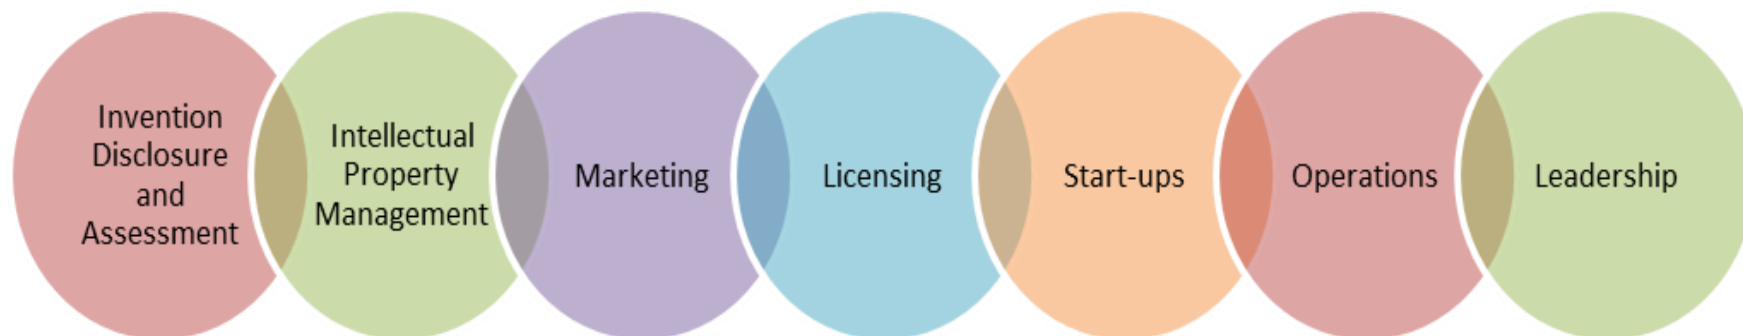 Invention
Disclosure
and
Assessment
Intellectual
Property
Management
Marketing
Licensing
Start-ups
Operations
Leadership